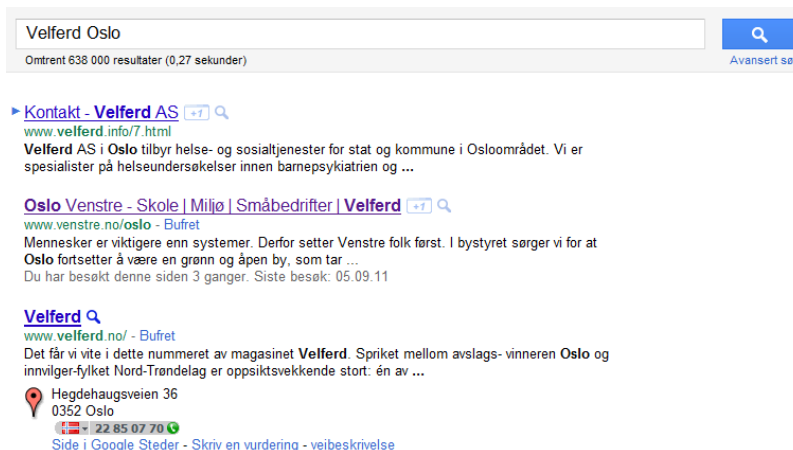 Velferd Oslo
Omtrent 638 000 resultater (0,27 sekunder)
Avansert sø
Kontakt - Velferd AS +1
www.velferd.info/7.html
Velferd AS i Oslo tilbyr helse- og sosialtjenester for stat og kommune i Osloområdet. Vi er
spesialister på helseundersøkelser innen barnepsykiatrien og ...
Oslo Venstre - Skole | Miljø | Småbedrifter | Velferd +1
www.venstre.no/oslo - Bufret
Mennesker er viktigere enn systemer. Derfor setter Venstre folk først. I bystyret sørger vi for at
Oslo fortsetter å være en grønn og åpen by, som tar ...
Du har besøkt denne siden 3 ganger. Siste besøk: 05.09.11
Velferd
www.velferd.no/ - Bufret
Det får vi vite i dette nummeret av magasinet Velferd. Spriket mellom avslags- vinneren Oslo og
innvilger-fylket Nord-Trøndelag er oppsiktsvekkende stort: én av ...
Hegdehaugsveien 36
0352 Oslo
22 85 07 70
Side i Google Steder - Skriv en vurdering - veibeskrivelse